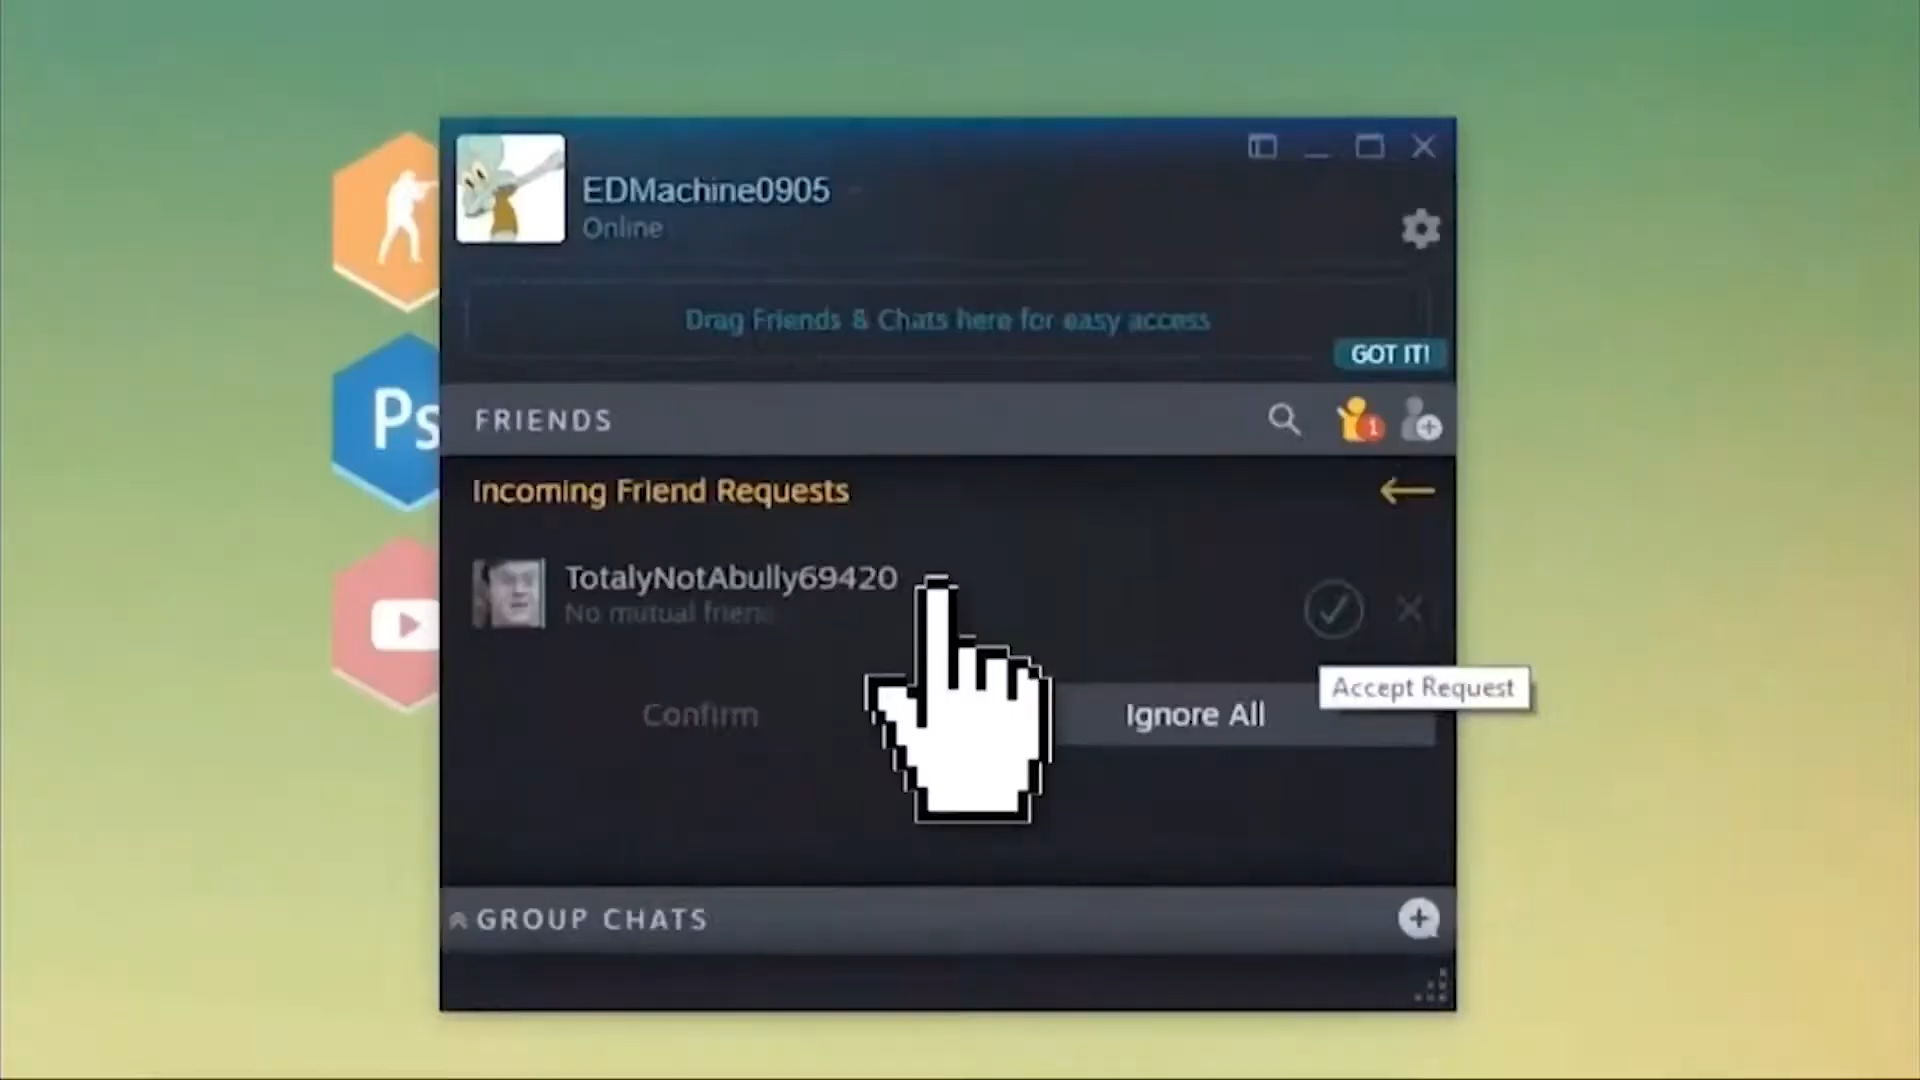 EDMachine0905
Online
Drag Friends & Chats here for easy access
GOT IT!
FRIENDS
1
Incoming Friend Requests
TotalyNotAbully69420
No mutual friend
Accept Request
Confirm
Ignore All
GROUP CHATS
Ps